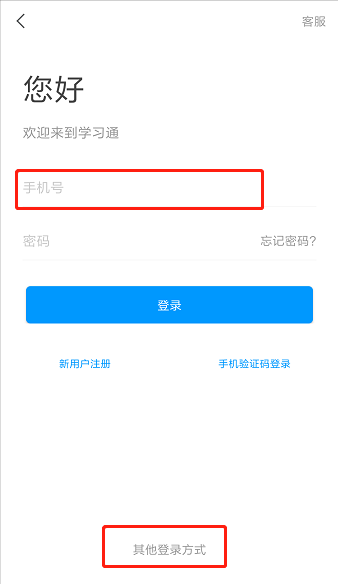 客服
您好
欢迎来到学习通
手机号
密码 忘记密码?
登录
新用户注册 手机验证码登录
其他登录方式